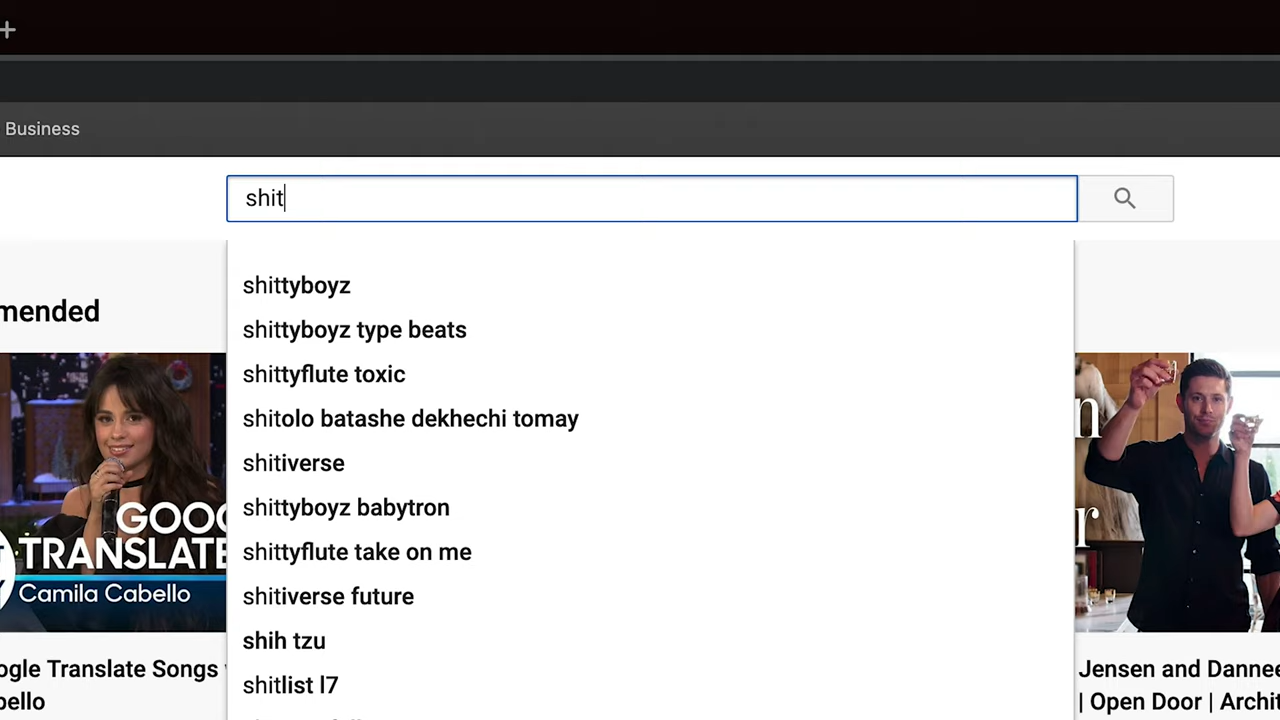 Business
shit
shittyboyz
shittyboyz type beats
shittyflute toxic
shitolo batashe dekhechi tomay
shitiverse
shittyboyz babytron
shittyflute take on me
shitiverse future
shih tzu
shitlist l7
mended
GOOG
TRANSLATE
Camila Cabello
ogle Translate Songs
bello
n
r
Jensen and Dannee
| Open Door | Archit